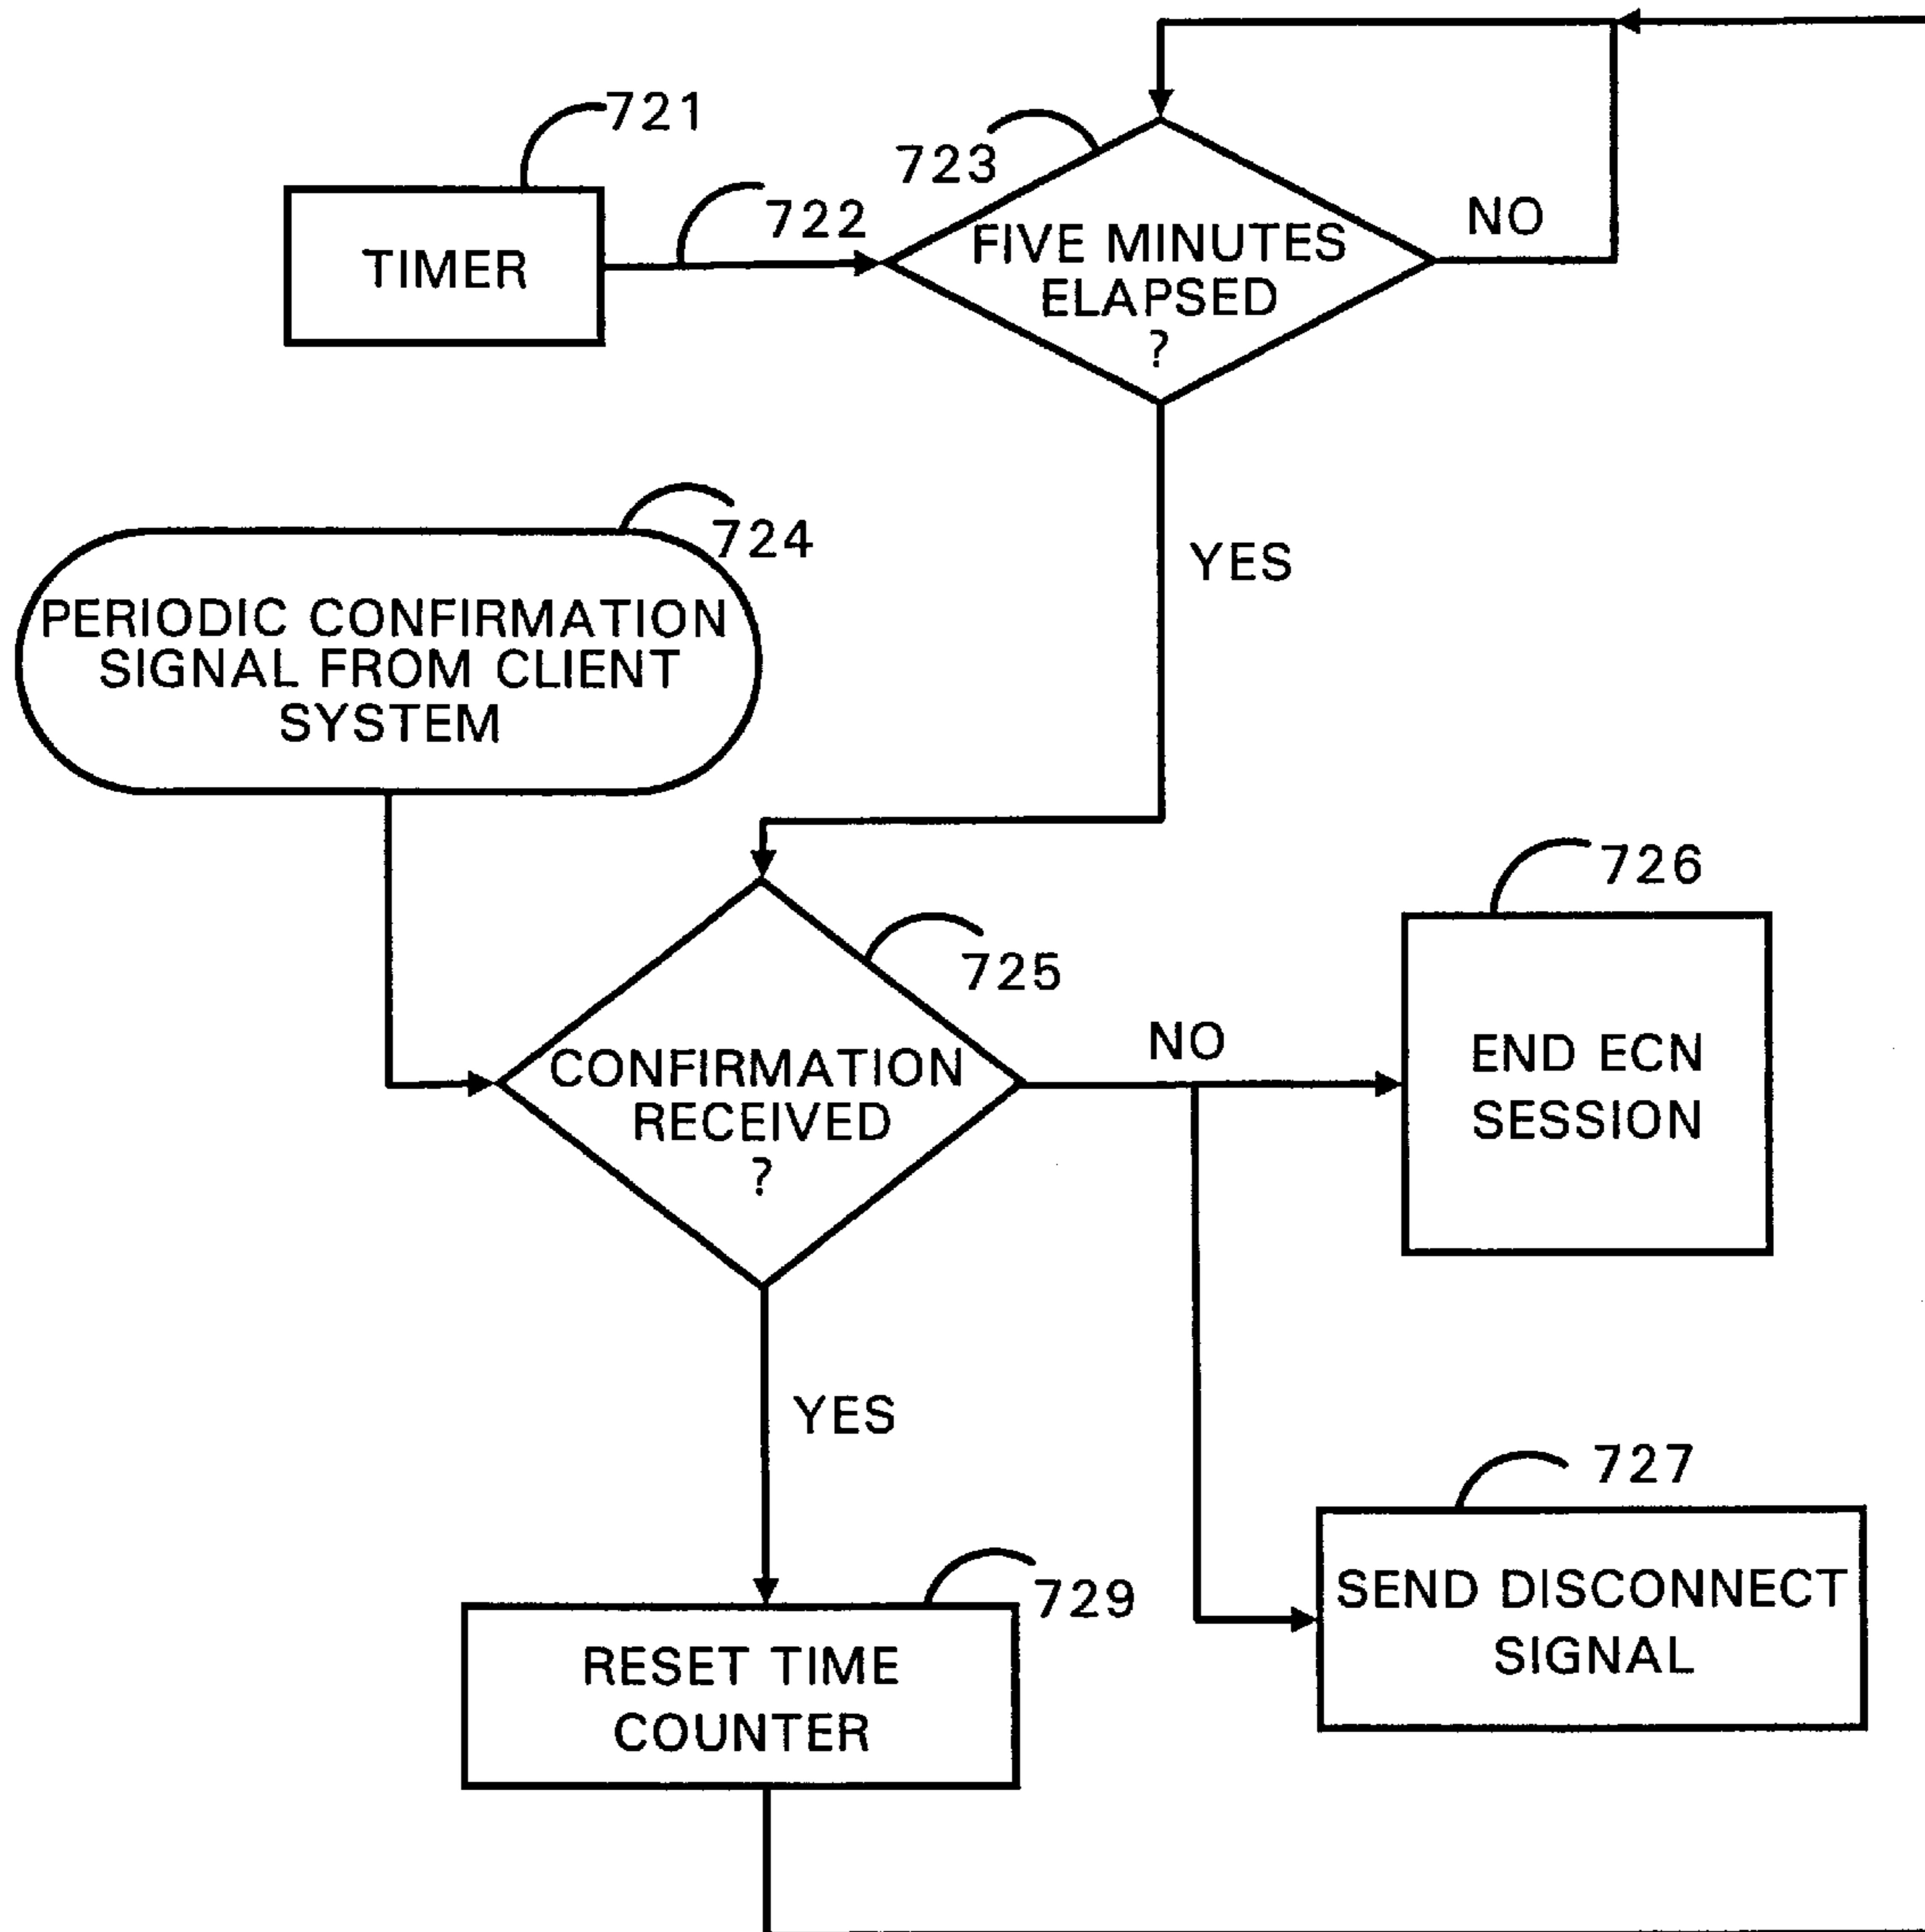 721
722
723
TIMER
FIVE MINUTES
ELAPSED
?
NO
724
YES
PERIODIC CONFIRMATION
SIGNAL FROM CLIENT
SYSTEM
725
726
CONFIRMATION
RECEIVED
?
NO
END ECN
SESSION
YES
727
729
SEND DISCONNECT
SIGNAL
RESET TIME
COUNTER